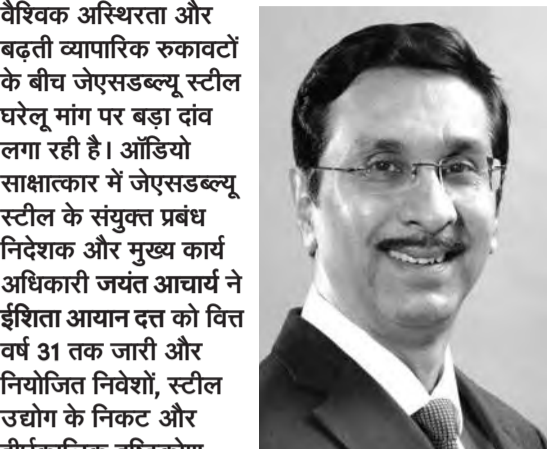 वैश्विक अस्थिरता और
बढ़ती व्यापारिक रुकावटों
के बीच जेएसडब्ल्यू स्टील
घरेलू मांग पर बड़ा दांव
लगा रही है। ऑडियो
साक्षात्कार में जेएसडब्ल्यू
स्टील के संयुक्त प्रबंध
निदेशक और मुख्य कार्य
अधिकारी जयंत आचार्य ने
ईशिता आयान दत्त को वित्त
वर्ष 31 तक जारी और
नियोजित निवेशों, स्टील
उद्योग के निकट और